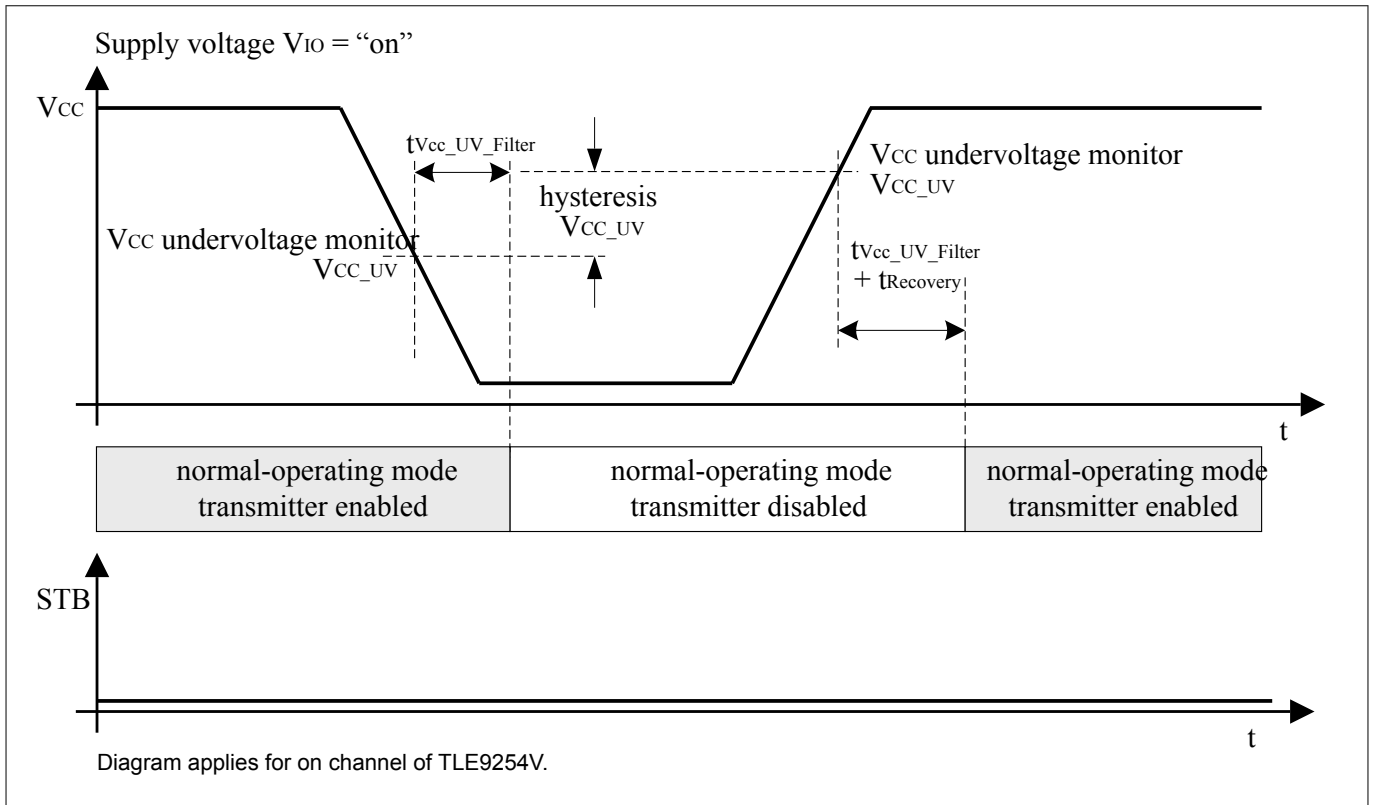 Supply voltage VIO = “on”
VCC
tVcc_UV_Filter
hysteresis
VCC_UV
VCC undervoltage monitor
VCC_UV
VCC undervoltage monitor
VCC_UV
tVcc_UV_Filter
+ tRecovery
t
normal-operating mode
transmitter enabled
normal-operating mode
transmitter disabled
normal-operating mode
transmitter enabled
STB
t
Diagram applies for on channel of TLE9254V.